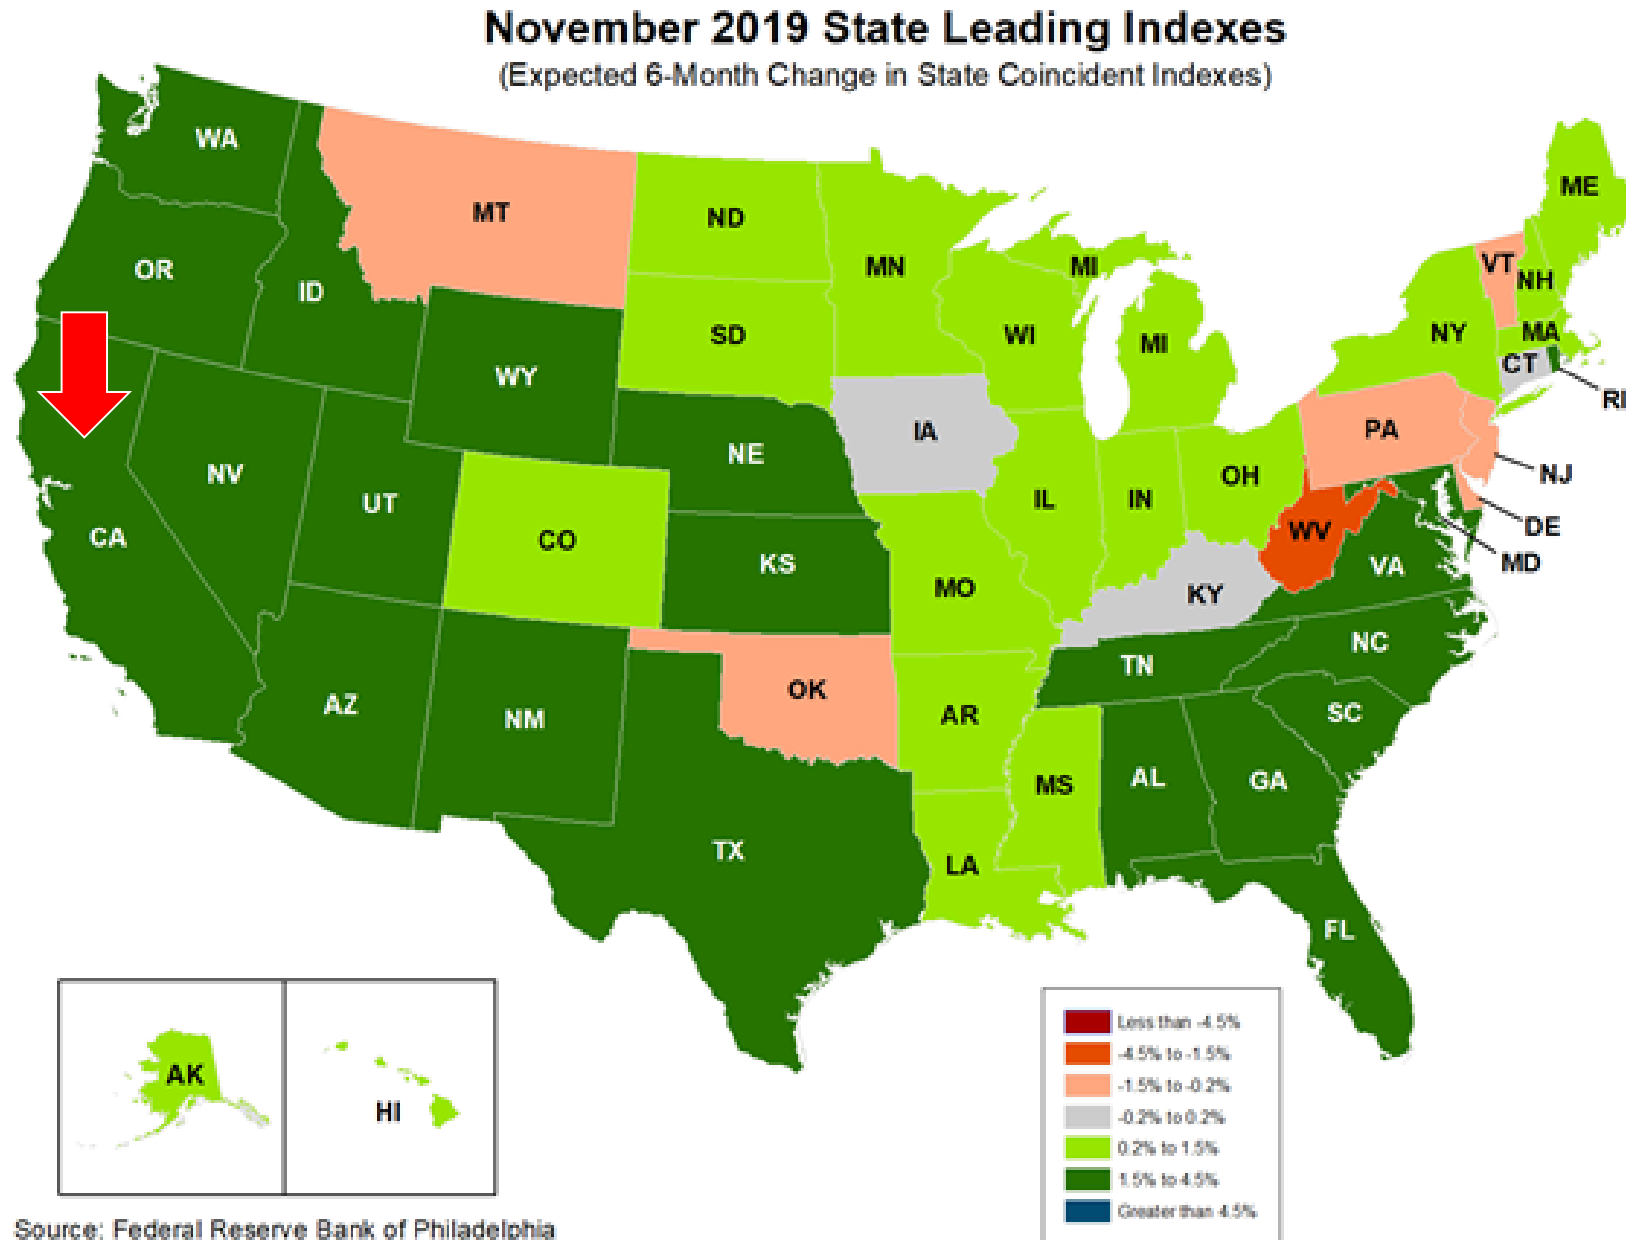 November 2019 State Leading Indexes
(Expected 6-Month Change in State Coincident Indexes)
WA
MT
ND
MN
MI
ME
OR
ID
SD
WI
MI
VT
NH
NY
MA
CT
RI
WY
IA
PA
NJ
NV
NE
IL
IN
OH
DE
MD
CA
UT
CO
KS
MO
KY
WV
VA
AZ
NM
OK
AR
TN
NC
SC
MS
AL
GA
TX
LA
FL
AK
HI
Less than -4.5%
-4.5% to -1.5%
-1.5% to -0.2%
-0.2% to 0.2%
0.2% to 1.5%
1.5% to 4.5%
Greater than 4.5%
Source: Federal Reserve Bank of Philadelphia